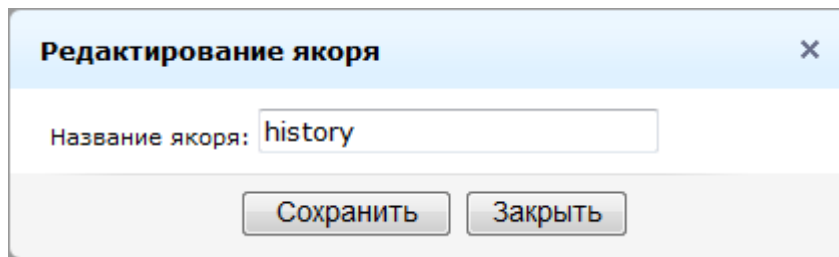 Редактирование якоря
Название якоря: history
Сохранить Закрыть